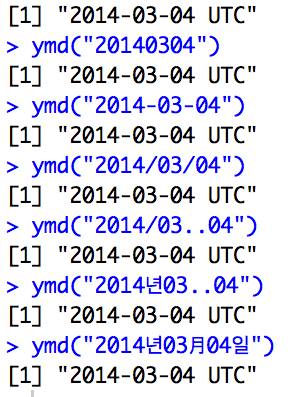 [1] "2014-03-04 UTC"
> ymd("20140304")
[1] "2014-03-04 UTC"
> ymd("2014-03-04")
[1] "2014-03-04 UTC"
> ymd("2014/03/04")
[1] "2014-03-04 UTC"
> ymd("2014/03..04")
[1] "2014-03-04 UTC"
> ymd("2014년03..04")
[1] "2014-03-04 UTC"
> ymd("2014년03月04일")
[1] "2014-03-04 UTC"